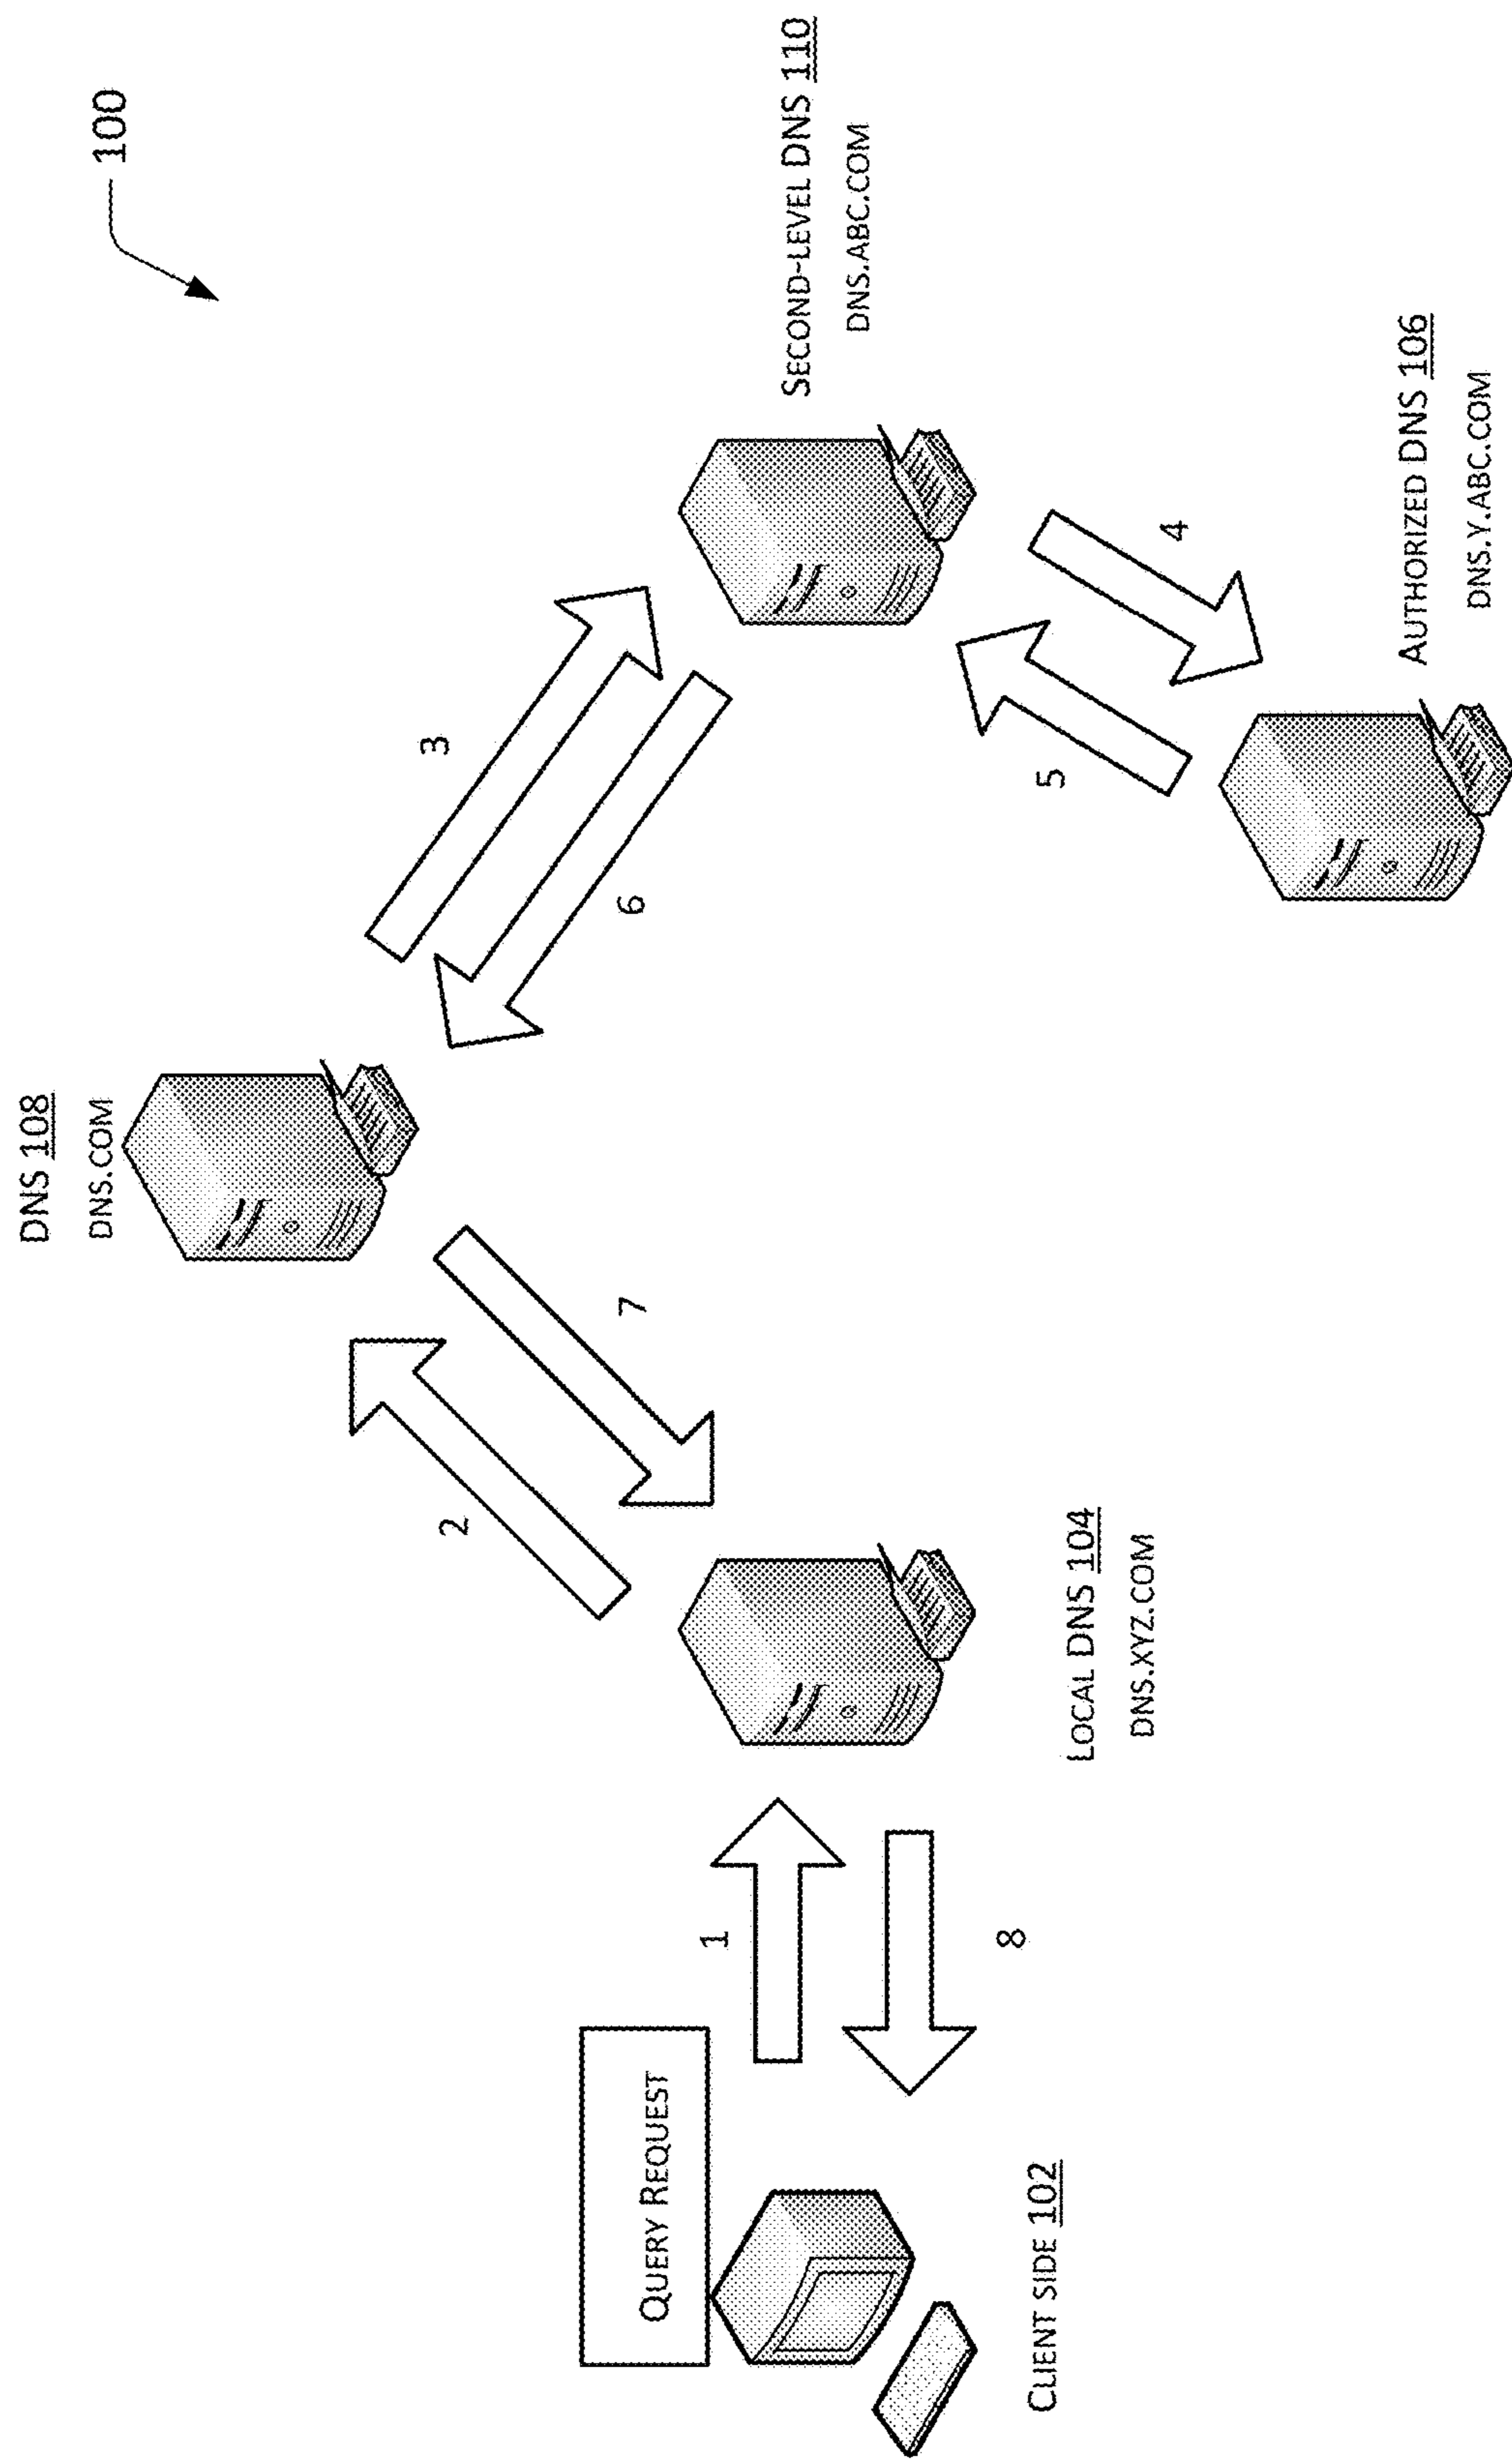 100
DNS 108
DNS.COM
3
SECOND-LEVEL DNS 110
DNS.ABC.COM
2
7
6
QUERY REQUEST
1
8
CLIENT SIDE 102
LOCAL DNS 104
DNS.XYZ.COM
5
4
AUTHORIZED DNS 106
DNS.Y.ABC.COM